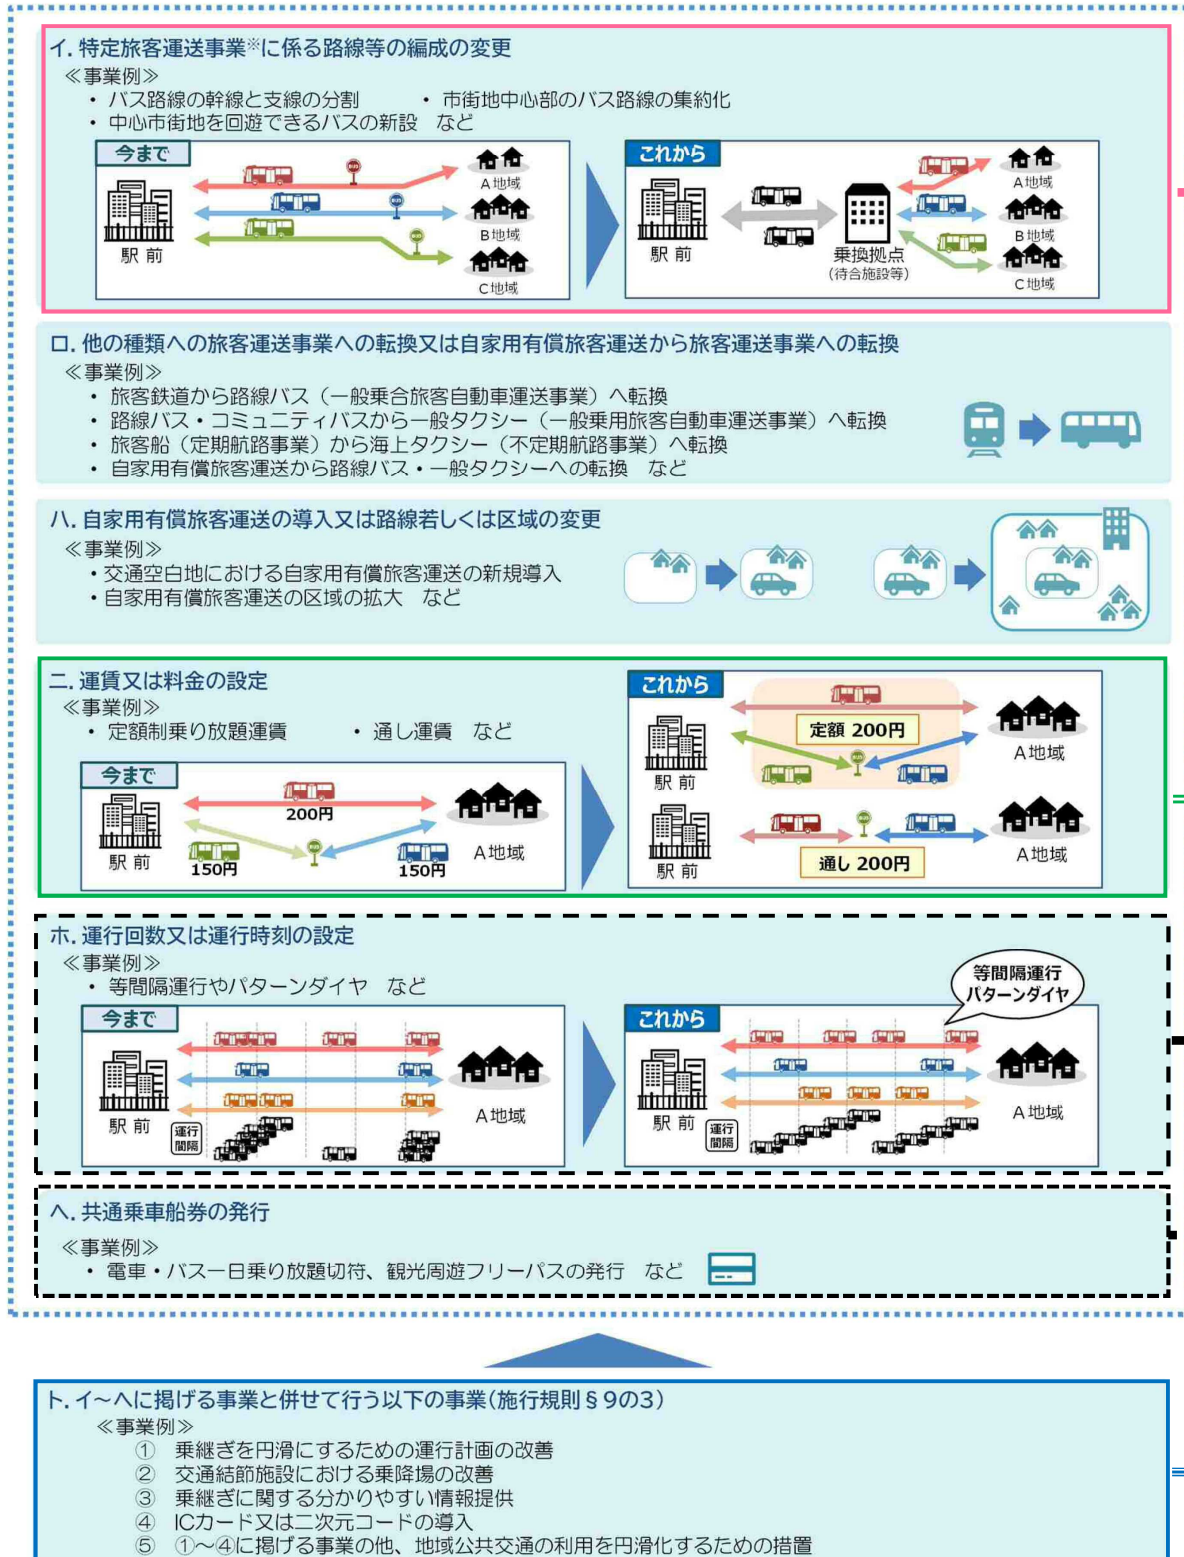 イ. 特定旅客運送事業※に係る路線等の編成の変更
≪事業例≫
・ バス路線の幹線と支線の分割 ・ 市街地中心部のバス路線の集約化
・ 中心市街地を回遊できるバスの新設 など
今まで
駅 前
BUS
BUS
BUS
A地域
B地域
C地域
これから
駅 前
乗換拠点
(待合施設等)
A地域
B地域
C地域
ロ. 他の種類への旅客運送事業への転換又は自家用有償旅客運送から旅客運送事業への転換
≪事業例≫
・ 旅客鉄道から路線バス（一般乗合旅客自動車運送事業）へ転換
・ 路線バス・コミュニティバスから一般タクシー（一般乗用旅客自動車運送事業）へ転換
・ 旅客船（定期航路事業）から海上タクシー（不定期航路事業）へ転換
・ 自家用有償旅客運送から路線バス・一般タクシーへの転換 など
ハ. 自家用有償旅客運送の導入又は路線若しくは区域の変更
≪事業例≫
・交通空白地における自家用有償旅客運送の新規導入
・自家用有償旅客運送の区域の拡大 など
ニ. 運賃又は料金の設定
≪事業例≫
・ 定額制乗り放題運賃 ・ 通し運賃 など
今まで
駅 前
200円
BUS
150円
150円
A地域
これから
駅 前
定額 200円
BUS
A地域
駅 前
BUS
通し 200円
A地域
ホ. 運行回数又は運行時刻の設定
≪事業例≫
・ 等間隔運行やパターンダイヤ など
今まで
駅 前
運行
間隔
A地域
等間隔運行
パターンダイヤ
これから
駅 前
運行
間隔
A地域
ヘ. 共通乗車船券の発行
≪事業例≫
・ 電車・バス一日乗り放題切符、観光周遊フリーパスの発行 など
ト. イ～ヘに掲げる事業と併せて行う以下の事業(施行規則§9の3)
≪事業例≫
① 乗継ぎを円滑にするための運行計画の改善
② 交通結節施設における乗降場の改善
③ 乗継ぎに関する分かりやすい情報提供
④ ICカード又は二次元コードの導入
⑤ ①～④に掲げる事業の他、地域公共交通の利用を円滑化するための措置